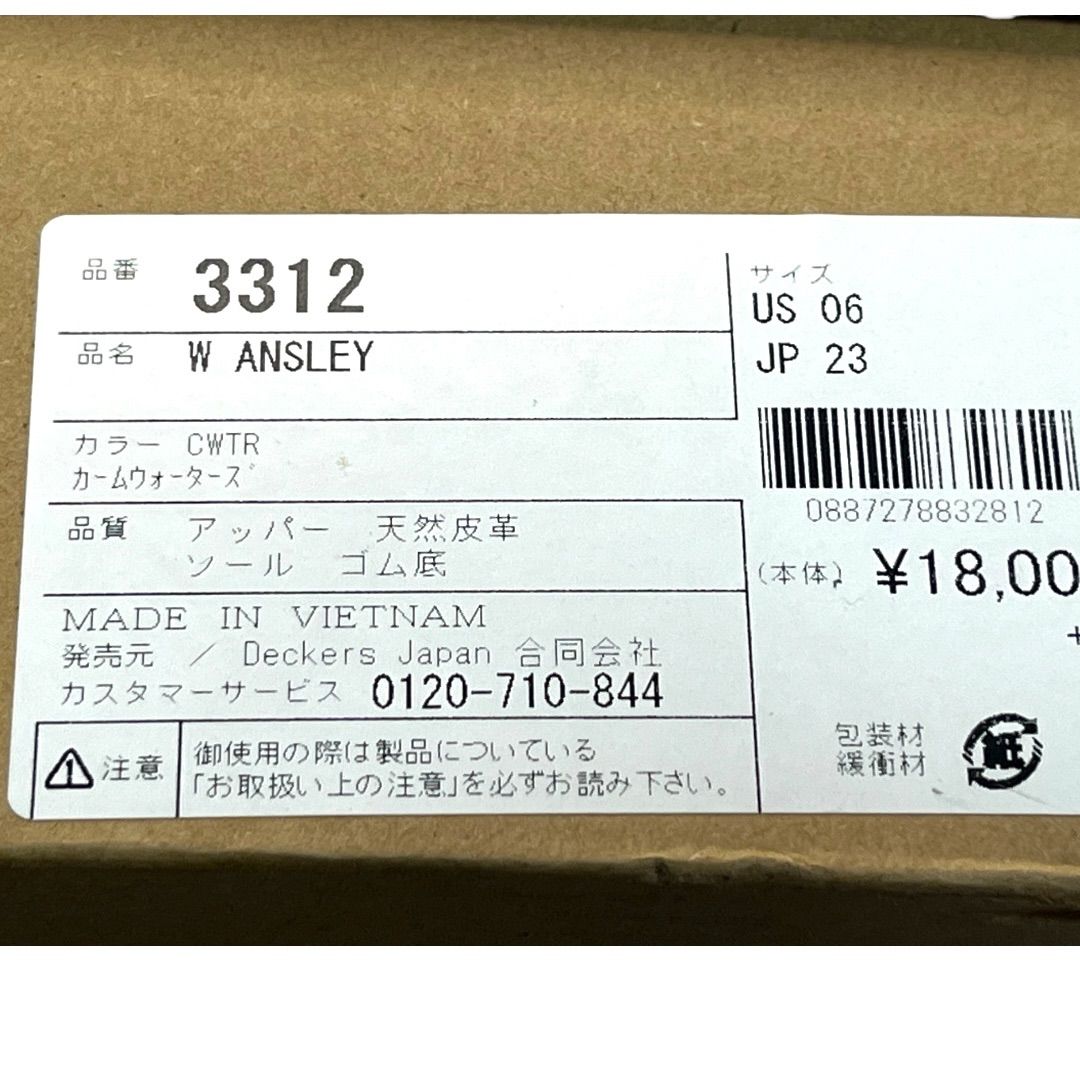 品番 3312
品名 W ANSLEY
カラー CWTR
カームウォーターズ
品質 アッパー 天然皮革
ソール ゴム底
MADE IN VIETNAM
発売元 / Deckers Japan 合同会社
カスタマーサービス 0120-710-844
注意
御使用の際は製品についている
「お取扱い上の注意」を必ずお読み下さい。
サイズ
US 06
JP 23
0887278832812
(本体) ¥18,00
+
包装材
緩衝材
紙